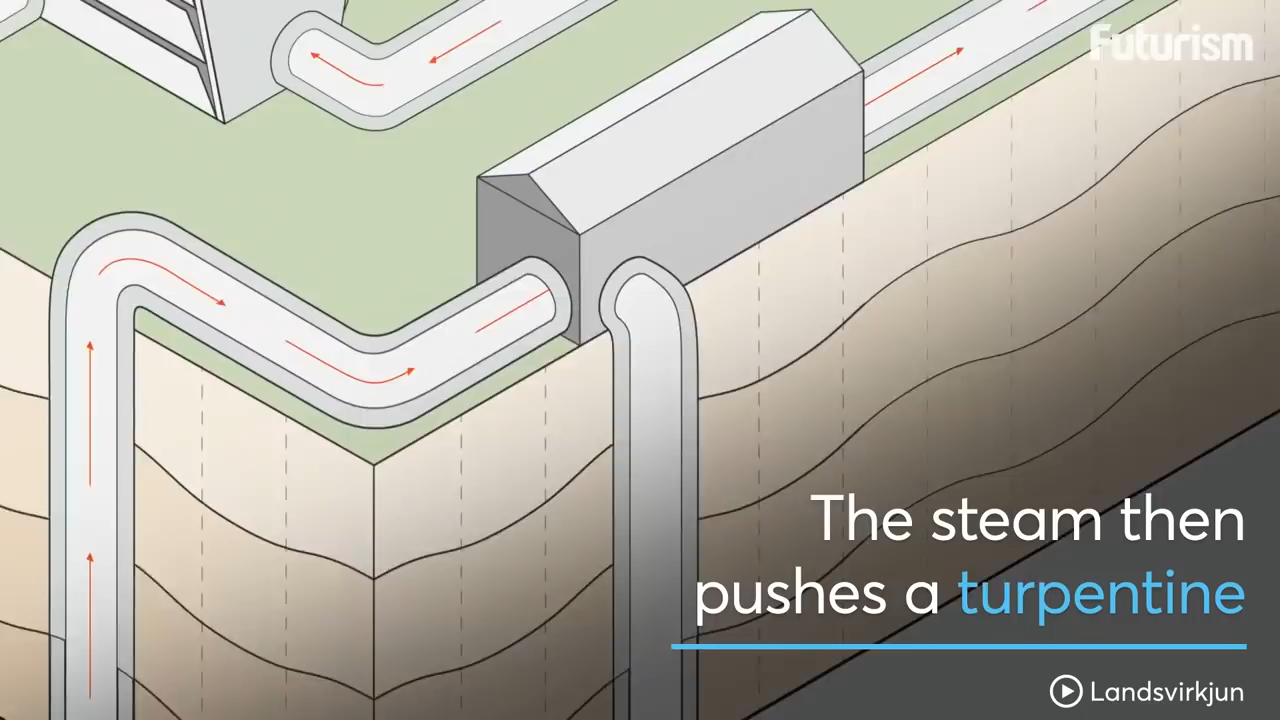 Futurism
The steam then
pushes a turpentine
Landsvirkjun